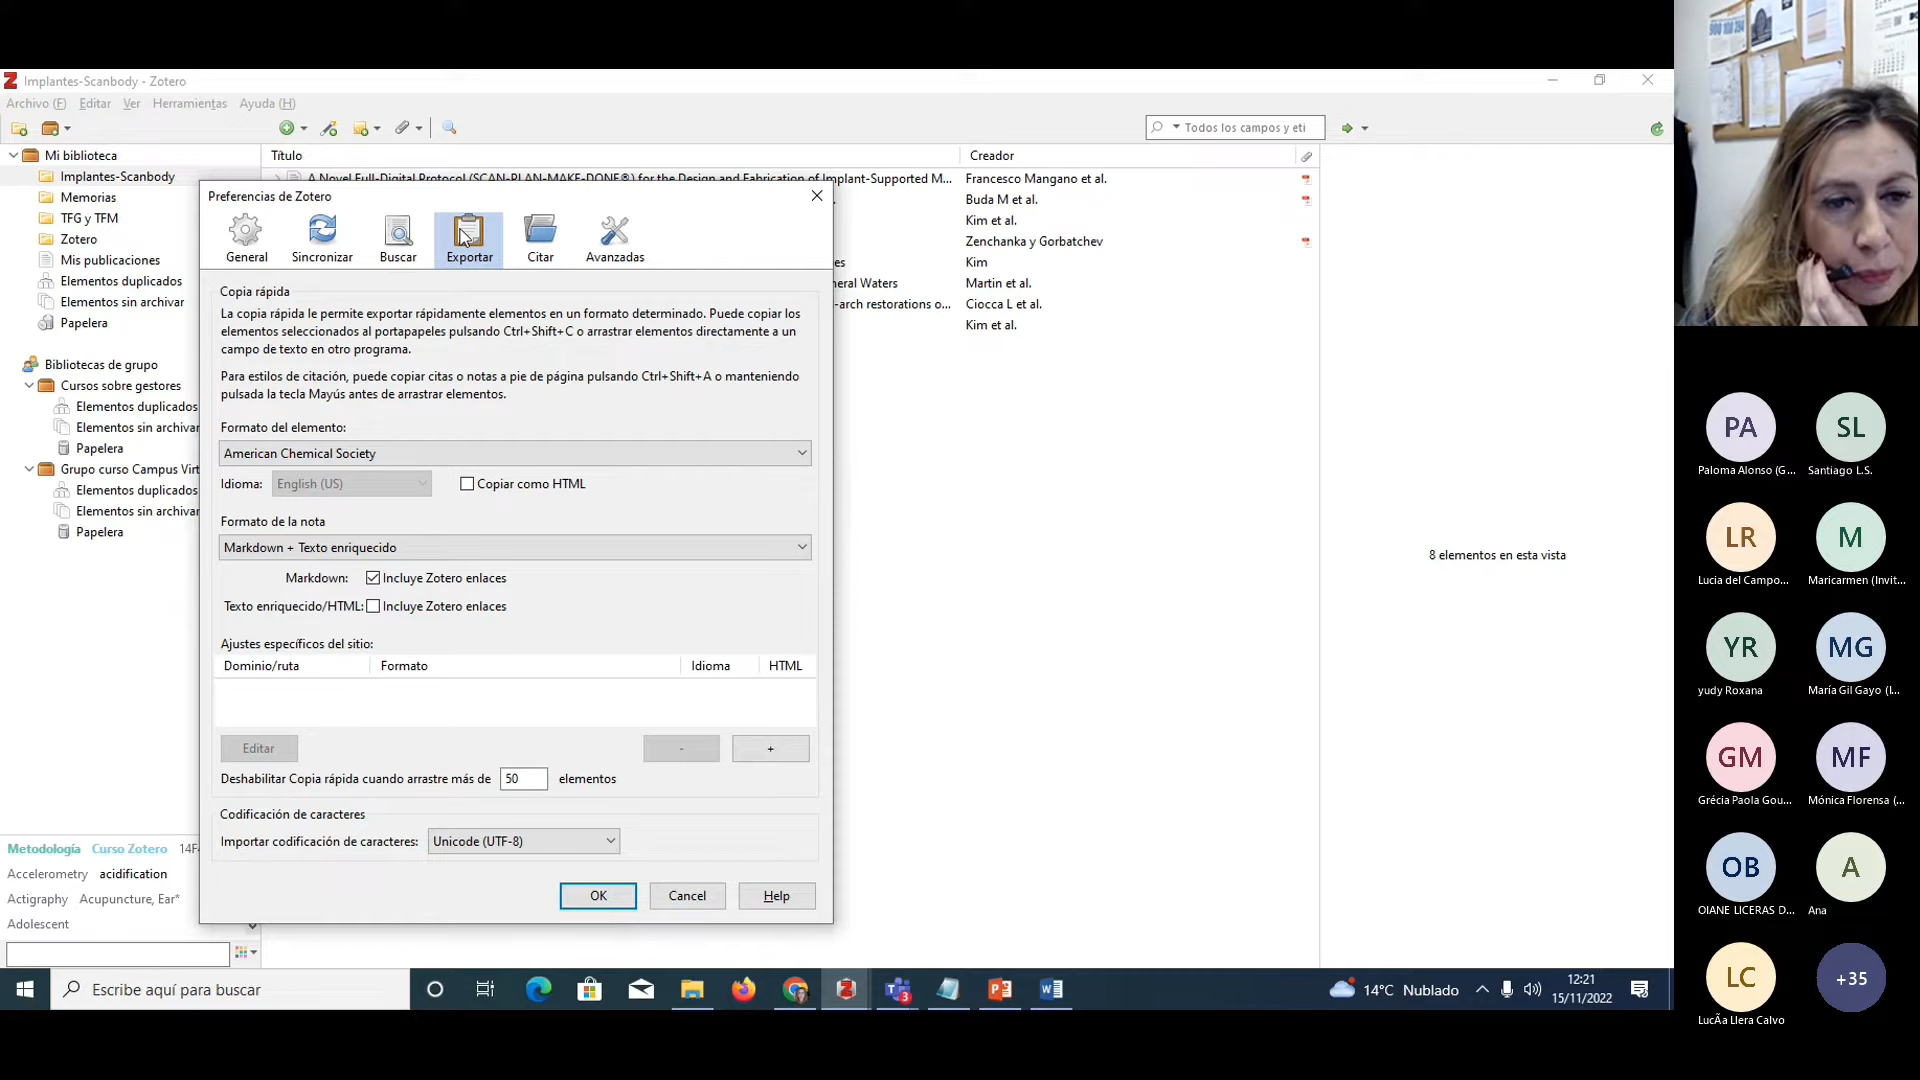 Implantes-Scanbody - Zotero
Archivo (F) Editar Ver Herramientas Ayuda (H)
Todos los campos y eti
Mi biblioteca
Implantes-Scanbody
Memorias
TFG y TFM
Zotero
Mis publicaciones
Elementos duplicados
Elementos sin archivar
Papelera
Bibliotecas de grupo
Cursos sobre gestores
Elementos duplicados
Elementos sin archivar
Papelera
Grupo curso Campus Virt
Elementos duplicados
Elementos sin archivar
Papelera
Metodología Curso Zotero 14F4
Accelerometry acidification
Actigraphy Acupuncture, Ear*
Adolescent
Título Creador
A Novel Full-Digital Protocol (SCAN-PLAN-MAKE-DONE®) for the Design and Fabrication of Implant-Supported M... Francesco Mangano et al.
Buda M et al.
Kim et al.
Zenchanka y Gorbatchev
es Kim
neral Waters Martin et al.
-arch restorations o... Ciocca L et al.
Kim et al.
8 elementos en esta vista
Preferencias de Zotero
General Sincronizar Buscar Exportar Citar Avanzadas
Copia rápida
La copia rápida le permite exportar rápidamente elementos en un formato determinado. Puede copiar los
elementos seleccionados al portapapeles pulsando Ctrl+Shift+C o arrastrar elementos directamente a un
campo de texto en otro programa.
Para estilos de citación, puede copiar citas o notas a pie de página pulsando Ctrl+Shift+A o manteniendo
pulsada la tecla Mayús antes de arrastrar elementos.
Formato del elemento:
American Chemical Society
Idioma: English (US) Copiar como HTML
Formato de la nota
Markdown + Texto enriquecido
Markdown: Incluye Zotero enlaces
Texto enriquecido/HTML: Incluye Zotero enlaces
Ajustes específicos del sitio:
Dominio/ruta Formato Idioma HTML
Editar - +
Deshabilitar Copia rápida cuando arrastre más de 50 elementos
Codificación de caracteres
Importar codificación de caracteres: Unicode (UTF-8)
OK Cancel Help
Escribe aquí para buscar
14°C Nublado
12:21
15/11/2022
900 108 294
PA SL
Paloma Alonso (G... Santiago L.S.
LR M
Lucia del Campo... Maricarmen (Invit...
YR MG
yudy Roxana María Gil Gayo (I...
GM MF
Grécia Paola Gou... Mónica Florensa (...
OB A
OIANE LICERAS D... Ana
LC +35
LucÃa Llera Calvo